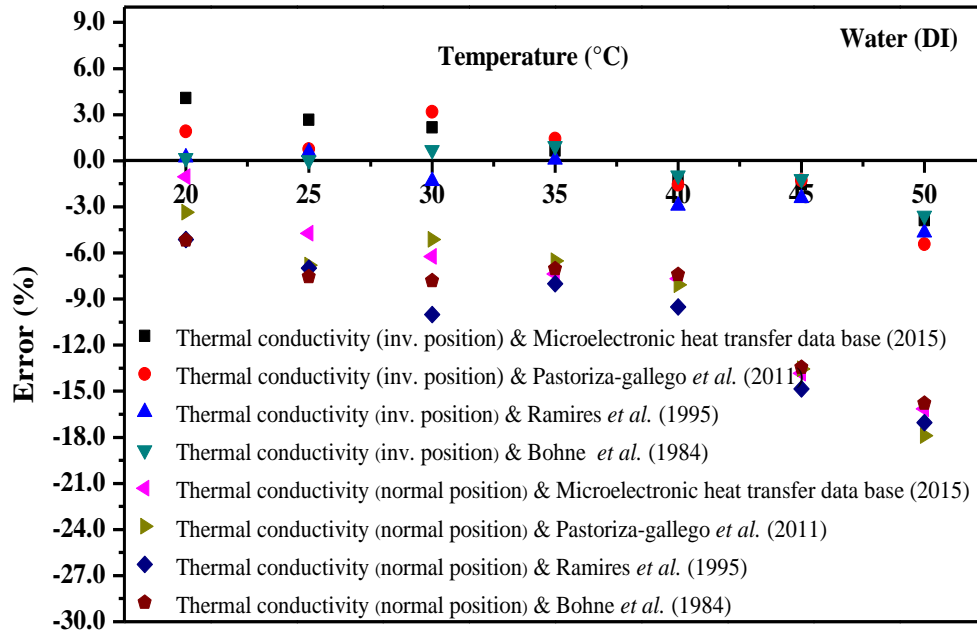 9.0
6.0
3.0
0.0
-3.0
-6.0
-9.0
-12.0
-15.0
-18.0
-21.0
-24.0
-27.0
-30.0
Error (%)
Water (DI)
Temperature (°C)
20 25 30 35 40 45 50
Thermal conductivity (inv. position) & Microelectronic heat transfer data base (2015)
Thermal conductivity (inv. position) & Pastoriza-gallego et al. (2011)
Thermal conductivity (inv. position) & Ramires et al. (1995)
Thermal conductivity (inv. position) & Bohne et al. (1984)
Thermal conductivity (normal position) & Microelectronic heat transfer data base (2015)
Thermal conductivity (normal position) & Pastoriza-gallego et al. (2011)
Thermal conductivity (normal position) & Ramires et al. (1995)
Thermal conductivity (normal position) & Bohne et al. (1984)